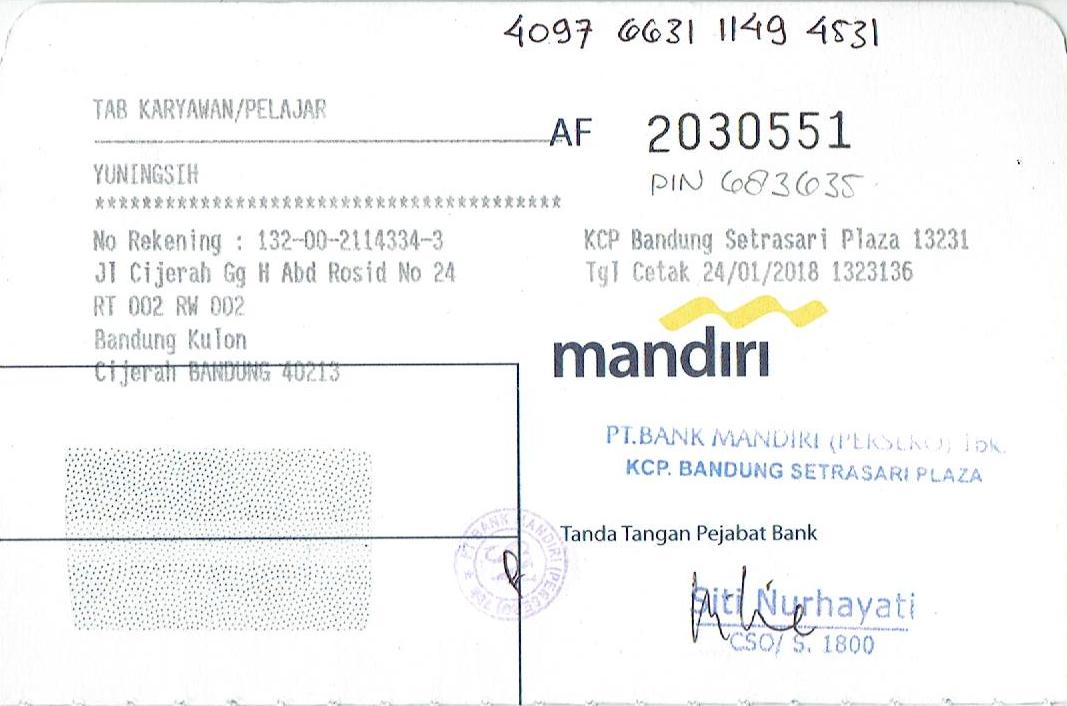 4097 6631 1149 4531
TAB KARYAWAN/PELAJAR
AF 2030551
YUNINGSIH
PIN 683635
****************************************
No Rekening : 132-00-2114334-3
KCP Bandung Setrasari Plaza 13231
Jl Cijerah Gg H Abd Rosid No 24
Tgl Cetak 24/01/2018 1323136
RT 002 RW 002
Bandung Kulon
Cijerah BANDUNG 40213
mandiri
PT.BANK MANDIRI (PERSERO) Tbk.
KCP. BANDUNG SETRASARI PLAZA
Tanda Tangan Pejabat Bank
Siti Nurhayati
CSO/ S. 1800